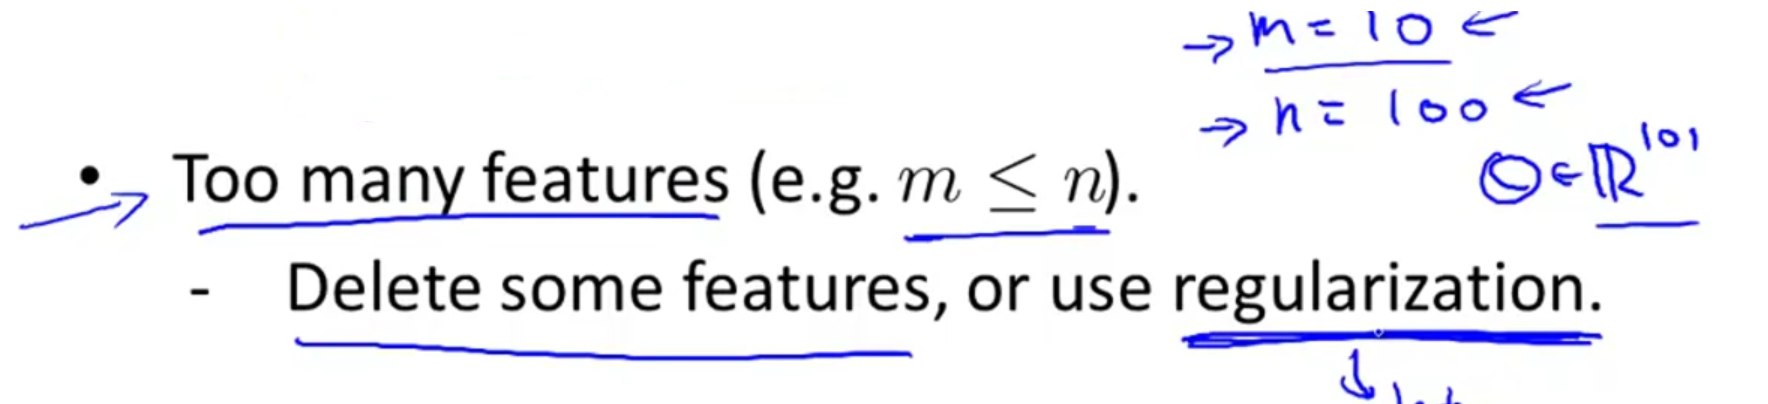 → m = 10 ←
→ n = 100 ←
θ ∈ ℝ¹⁰¹
• Too many features (e.g. m ≤ n).
- Delete some features, or use regularization.